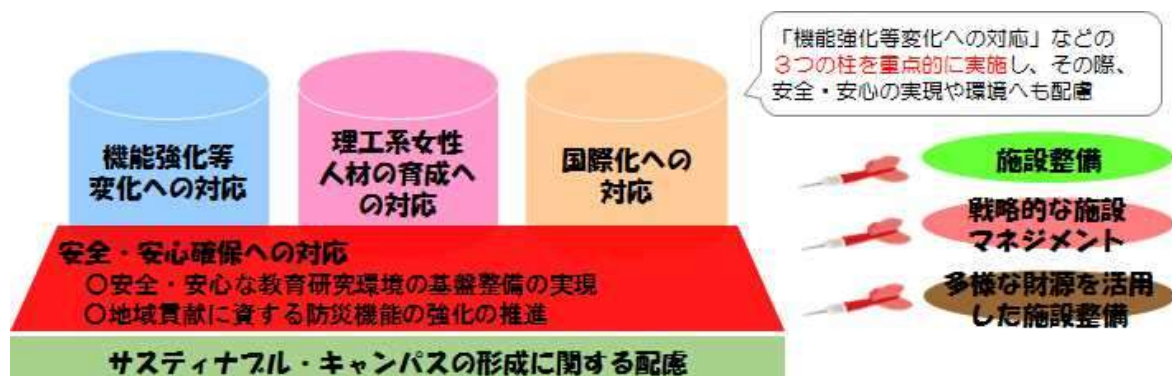 「機能強化等変化への対応」などの
3つの柱を重点的に実施し、その際、
安全・安心の実現や環境へも配慮
機能強化等
変化への対応
理工系女性
人材の育成へ
の対応
国際化への
対応
施設整備
戦略的な施設
マネジメント
多様な財源を活用
した施設整備
安全・安心確保への対応
○安全・安心な教育研究環境の基盤整備の実現
○地域貢献に資する防災機能の強化の推進
サスティナブル・キャンパスの形成に関する配慮